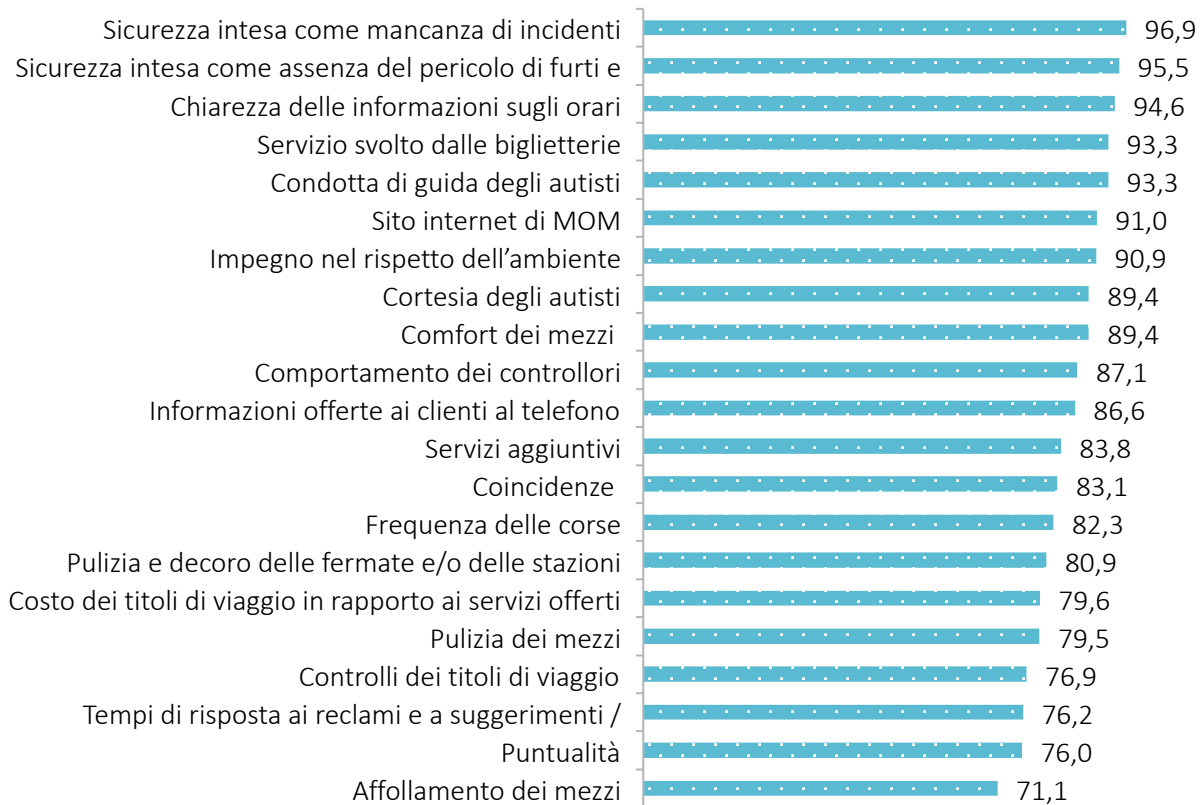 Sicurezza intesa come mancanza di incidenti 96,9
Sicurezza intesa come assenza del pericolo di furti e 95,5
Chiarezza delle informazioni sugli orari 94,6
Servizio svolto dalle biglietterie 93,3
Condotta di guida degli autisti 93,3
Sito internet di MOM 91,0
Impegno nel rispetto dell’ambiente 90,9
Cortesia degli autisti 89,4
Comfort dei mezzi 89,4
Comportamento dei controllori 87,1
Informazioni offerte ai clienti al telefono 86,6
Servizi aggiuntivi 83,8
Coincidenze 83,1
Frequenza delle corse 82,3
Pulizia e decoro delle fermate e/o delle stazioni 80,9
Costo dei titoli di viaggio in rapporto ai servizi offerti 79,6
Pulizia dei mezzi 79,5
Controlli dei titoli di viaggio 76,9
Tempi di risposta ai reclami e a suggerimenti / 76,2
Puntualità 76,0
Affollamento dei mezzi 71,1